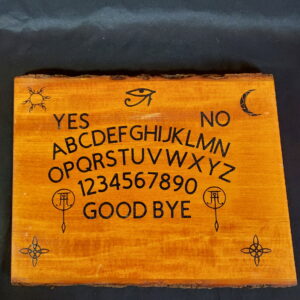 YES NO
ABCDEFGHIJKLMN
OPQRSTUVWXYZ
1234567890
GOOD BYE